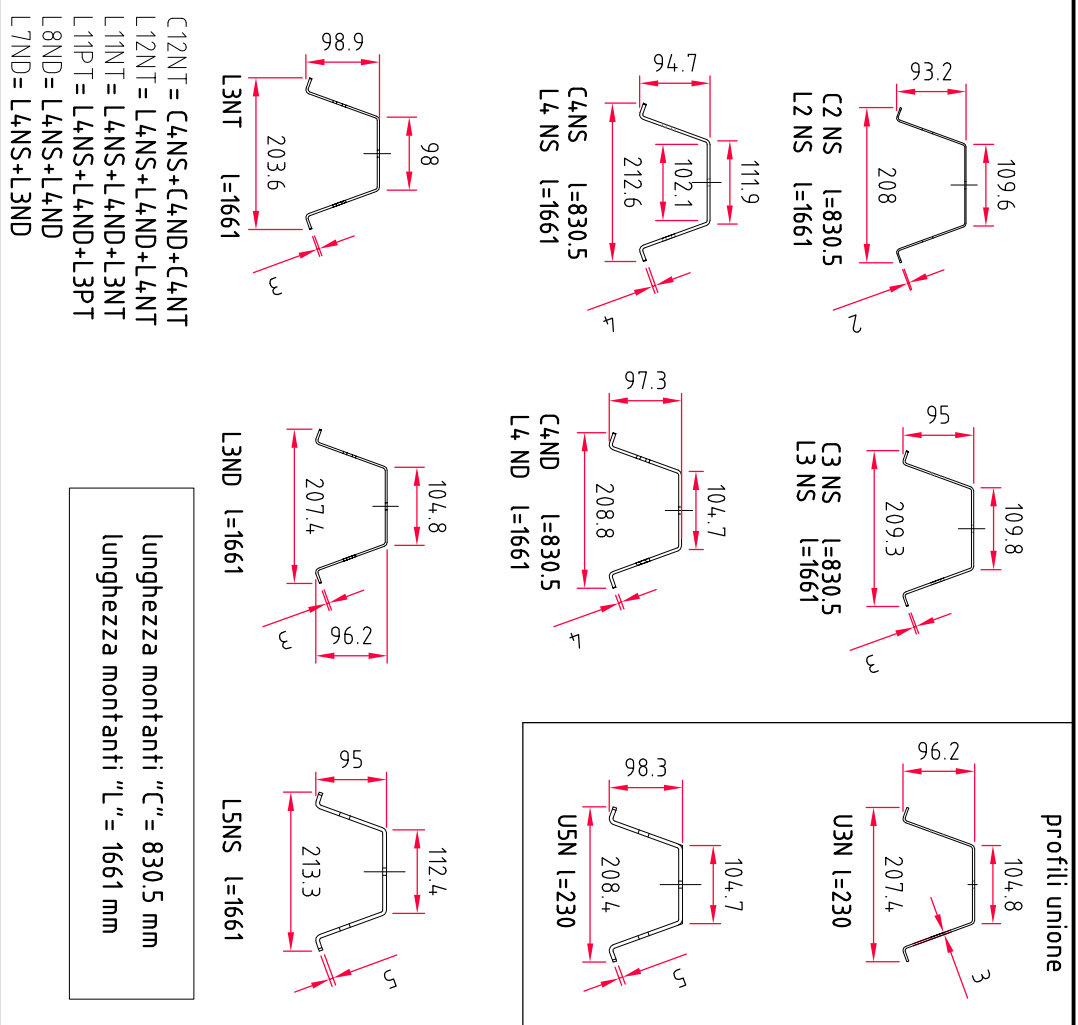 profili unione
109.6
93.2
208
2
C2 NS l=830.5
L2 NS l=1661
109.8
95
209.3
3
C3 NS l=830.5
L3 NS l=1661
104.8
96.2
207.4
3
U3N l=230
111.9
94.7
102.1
212.6
4
C4NS l=830.5
L4 NS l=1661
104.7
97.3
208.8
4
C4ND l=830.5
L4 ND l=1661
104.7
98.3
208.4
5
U5N l=230
98
98.9
203.6
3
L3NT l=1661
104.8
207.4
3
96.2
L3ND l=1661
112.4
95
213.3
5
L5NS l=1661
C12NT= C4NS+C4ND+C4NT
L12NT= L4NS+L4ND+L4NT
L11NT= L4NS+L4ND+L3NT
L11PT= L4NS+L4ND+L3PT
L8ND= L4NS+L4ND
L7ND= L4NS+L3ND
lunghezza montanti "C"= 830.5 mm
lunghezza montanti "L"= 1661 mm